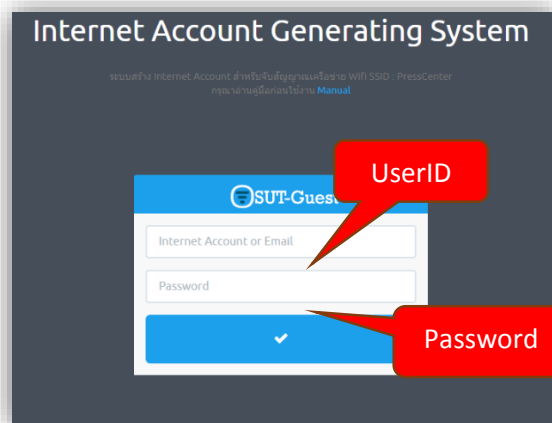 Internet Account Generating System
ระบบสร้าง Internet Account สำหรับจับสัญญาณเครือข่าย Wifi SSID : PressCenter
กรุณาอ่านคู่มือก่อนใช้งาน Manual
UserID
SUT-Guest
Internet Account or Email
Password
Password